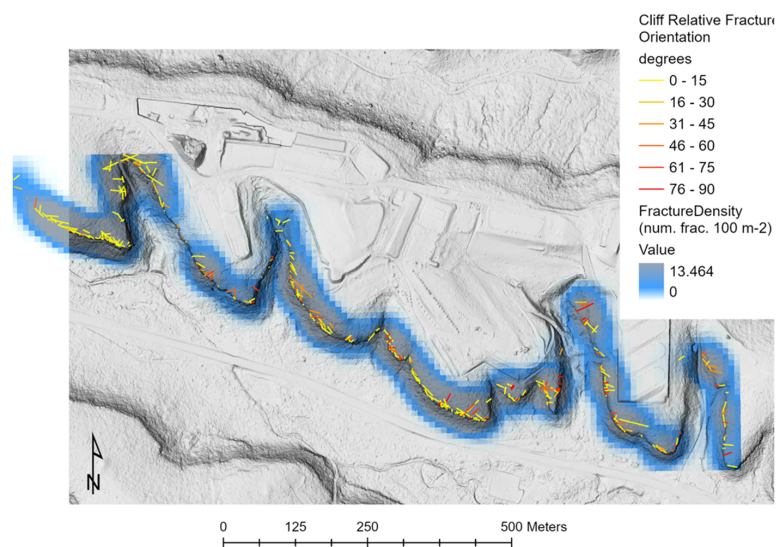 Cliff Relative Fracture
Orientation
degrees
0 - 15
16 - 30
31 - 45
46 - 60
61 - 75
76 - 90
FractureDensity
(num. frac. 100 m-2)
Value
13.464
0
N
0 125 250 500 Meters